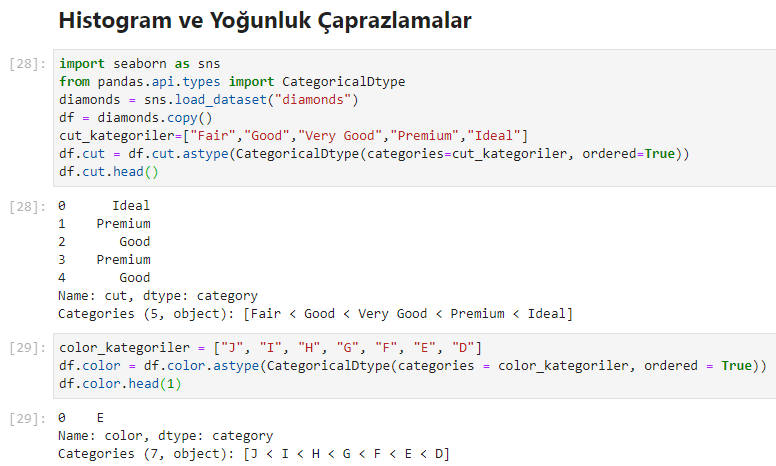 Histogram ve Yoğunluk Çaprazlamalar
[28]: import seaborn as sns
from pandas.api.types import CategoricalDtype
diamonds = sns.load_dataset("diamonds")
df = diamonds.copy()
cut_kategoriler=["Fair","Good","Very Good","Premium","Ideal"]
df.cut = df.cut.astype(CategoricalDtype(categories=cut_kategoriler, ordered=True))
df.cut.head()
[28]: 0      Ideal
1    Premium
2       Good
3    Premium
4       Good
Name: cut, dtype: category
Categories (5, object): [Fair < Good < Very Good < Premium < Ideal]
[29]: color_kategoriler = ["J", "I", "H", "G", "F", "E", "D"]
df.color = df.color.astype(CategoricalDtype(categories = color_kategoriler, ordered = True))
df.color.head(1)
[29]: 0    E
Name: color, dtype: category
Categories (7, object): [J < I < H < G < F < E < D]